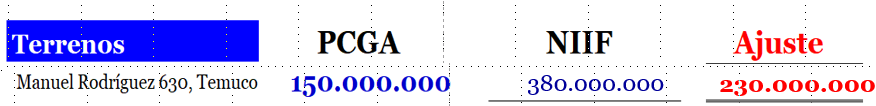 Terrenos PCGA NIIF Ajuste
Manuel Rodríguez 630, Temuco 150.000.000 380.000.000 230.000.000